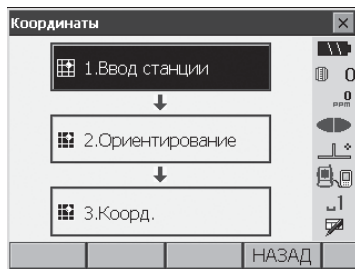 Координаты
1.Ввод станции
0
0
ppm
2.Ориентирование
3.Коорд.
1
НАЗАД